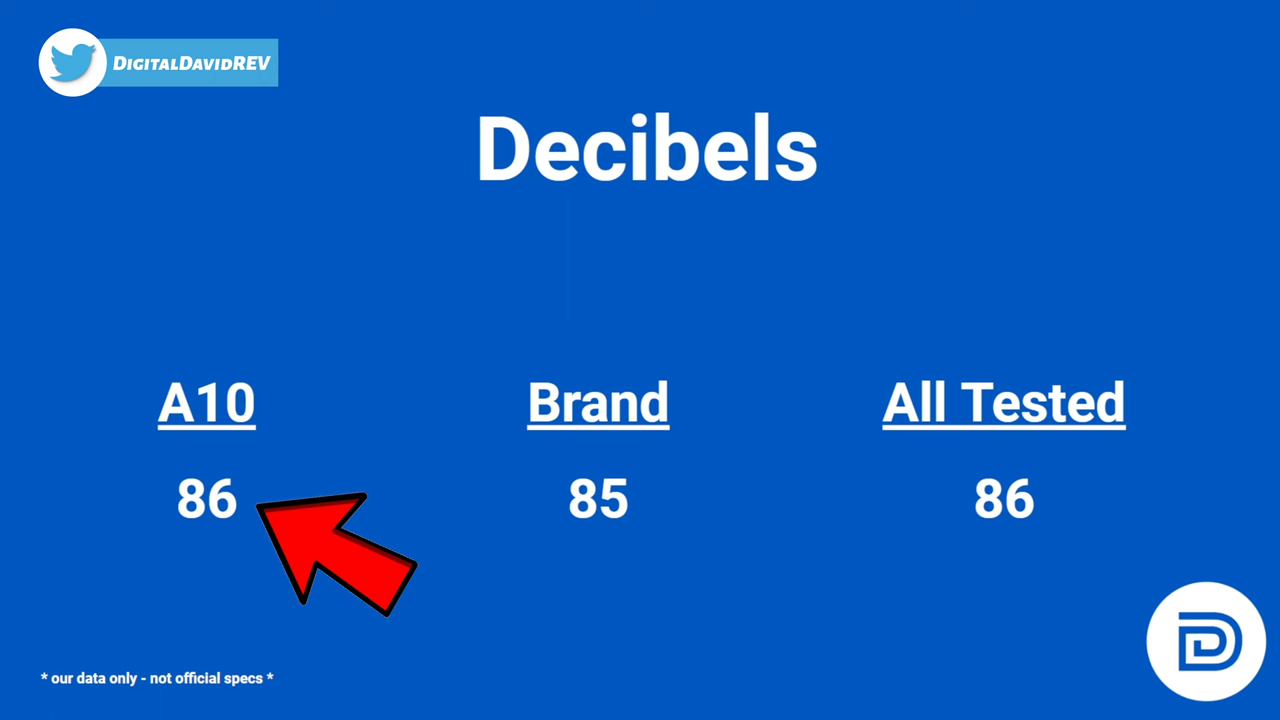 DigitalDavidREV
Decibels
A10 Brand All Tested
86 85 86
* our data only - not official specs *